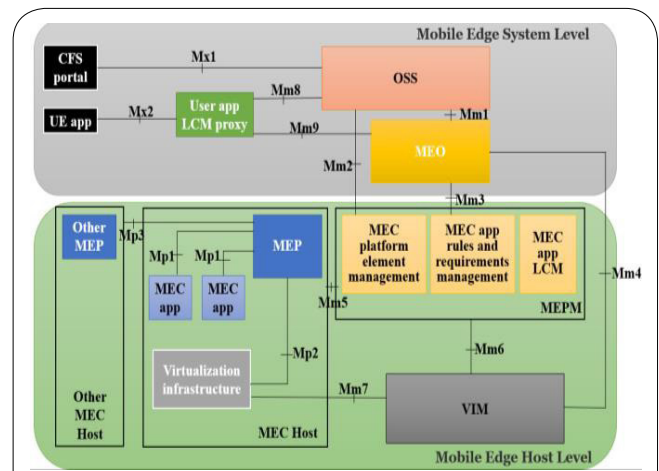 Mobile Edge System Level
CFS
portal
Mx1
OSS
Mm8
UE app
Mx2
User app
LCM proxy
Mm9
Mm1
MEO
Mm2
Mm3
Other
MEP
Mp3
MEP
Mp1
Mp1
MEC
app
MEC
app
MEC
platform
element
management
MEC app
rules and
requirements
management
MEC
app
LCM
Mm4
Mm5
MEPM
Mp2
Mm6
Virtualization
infrastructure
Mm7
VIM
Other
MEC
Host
MEC Host
Mobile Edge Host Level